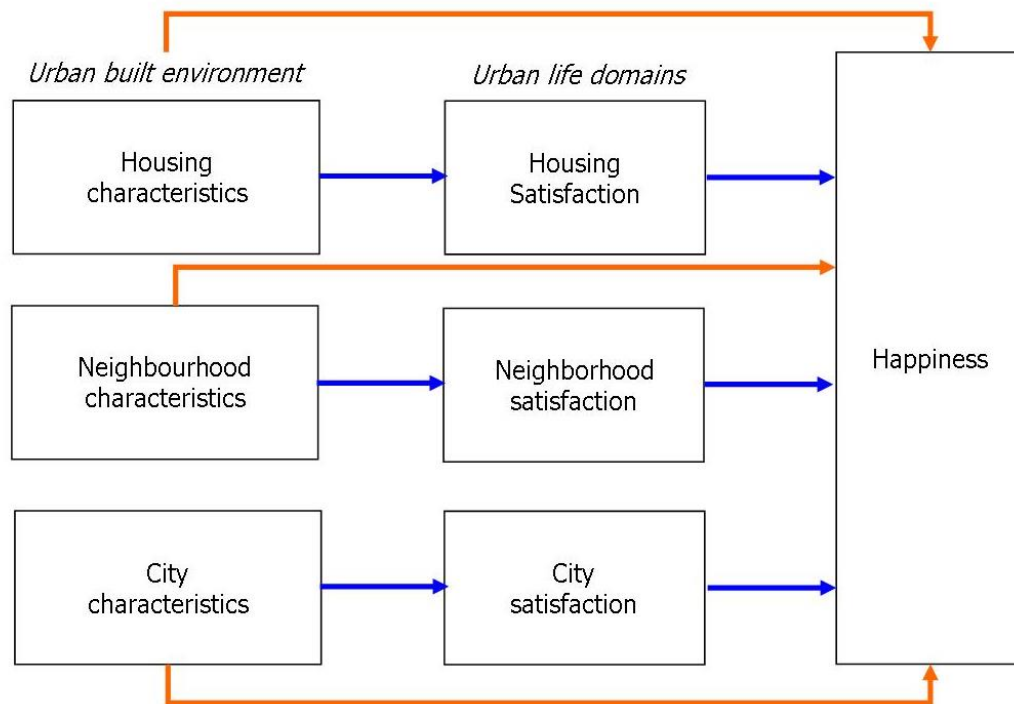 Urban built environment
Urban life domains
Housing
characteristics
Housing
Satisfaction
Neighbourhood
characteristics
Neighborhood
satisfaction
Happiness
City
characteristics
City
satisfaction